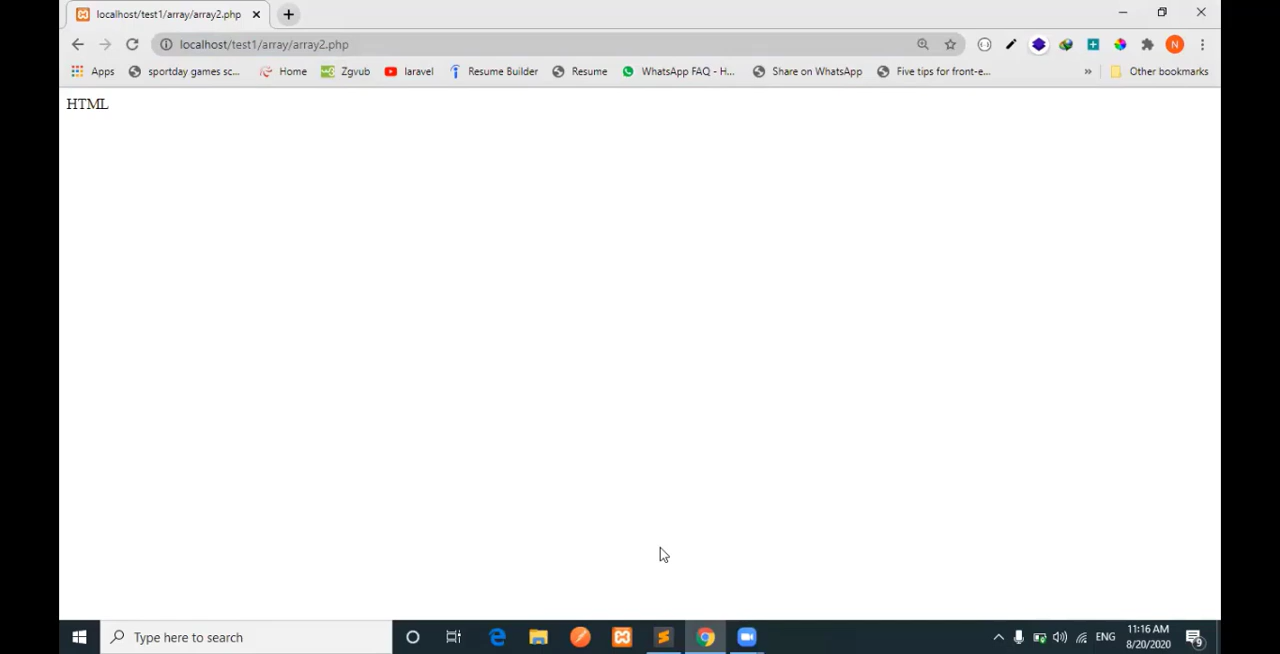 localhost/test1/array/array2.php
localhost/test1/array/array2.php
N
Apps sportday games sc... Home Zgvub laravel Resume Builder Resume WhatsApp FAQ - H... Share on WhatsApp Five tips for front-e... » Other bookmarks
HTML
Type here to search
ENG
11:16 AM
8/20/2020
9